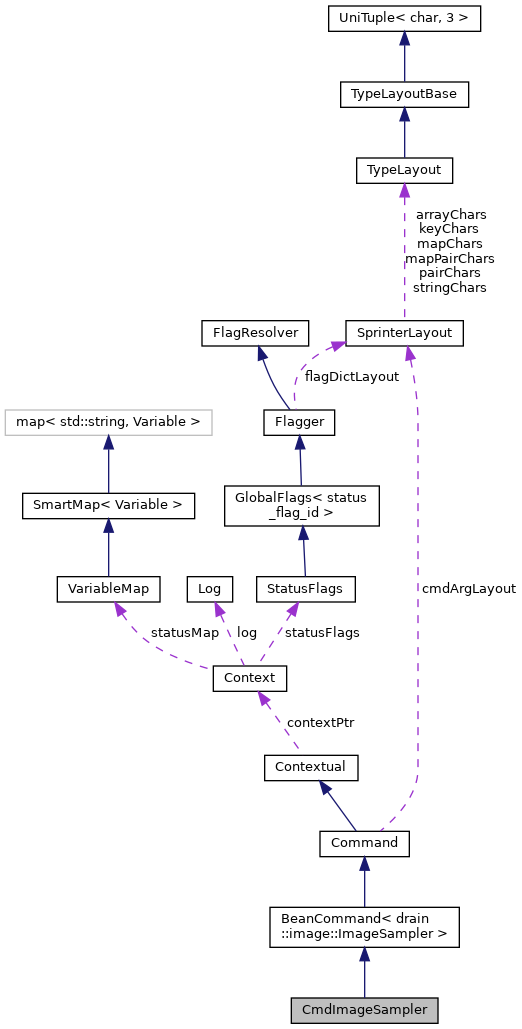 UniTuple< char, 3 >
TypeLayoutBase
TypeLayout
arrayChars
keyChars
mapChars
mapPairChars
pairChars
stringChars
FlagResolver
SprinterLayout
flagDictLayout
map< std::string, Variable >
Flagger
SmartMap< Variable >
GlobalFlags< status
_flag_id >
VariableMap
Log
StatusFlags
cmdArgLayout
statusMap
log
statusFlags
Context
contextPtr
Contextual
Command
BeanCommand< drain
::image::ImageSampler >
CmdImageSampler